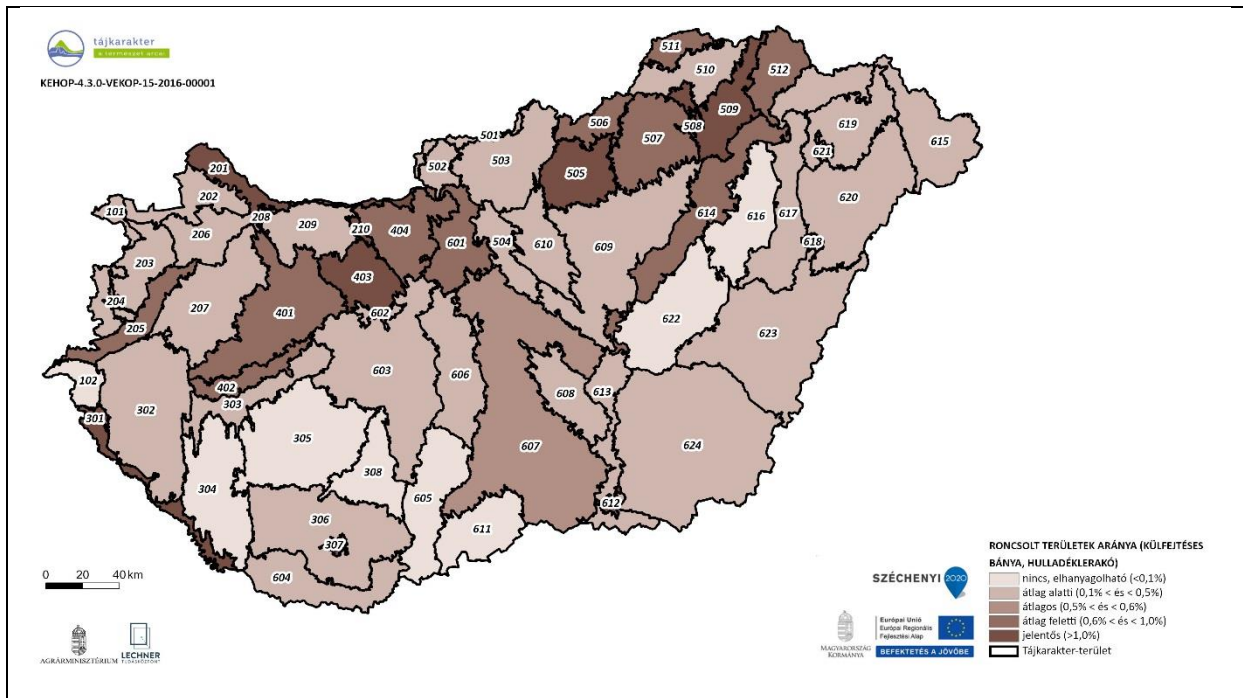 tájkarakter
a természet arcai
KEHOP-4.3.0-VEKOP-15-2016-00001
511
510
512
509
506
508
507
501
502
503
505
619
615
621
620
201
202
101
208
209
210
404
601
504
610
609
614
616
617
618
206
203
403
204
207
401
602
622
623
205
603
606
102
402
303
608
613
302
301
305
607
624
308
304
605
612
306
611
307
604
0 20 40 km
AGRÁRMINISZTÉRIUM
LECHNER
TUDÁSKÖZPONT
SZÉCHENYI 2020
MAGYARORSZÁG
KORMÁNYA
Európai Unió
Európai Regionális
Fejlesztési Alap
BEFEKTETÉS A JÖVŐBE
RONCSOLT TERÜLETEK ARÁNYA (KÜLFEJTÉSES
BÁNYA, HULLADÉKLERAKÓ)
nincs, elhanyagolható (<0,1%)
átlag alatti (0,1% < és < 0,5%)
átlagos (0,5% < és < 0,6%)
átlag feletti (0,6% < és < 1,0%)
jelentős (>1,0%)
Tájkarakter-terület